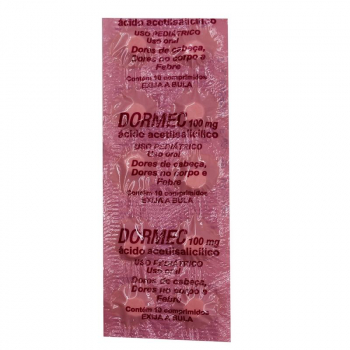 ácido acetilsalicílico
USO PEDIÁTRICO
Uso oral
Dores de cabeça,
Dores no corpo e
Febre
Contém 10 comprimidos
EXIJA A BULA
DORMEC 100 mg
ácido acetilsalicílico
USO PEDIÁTRICO
Uso oral
Dores de cabeça,
Dores no corpo e
Febre
Contém 10 comprimidos
EXIJA A BULA
DORMEC 100 mg
ácido acetilsalicílico
USO PEDIÁTRICO
Uso oral
Dores de cabeça,
Dores no corpo e
Febre
Contém 10 comprimidos
EXIJA A BULA